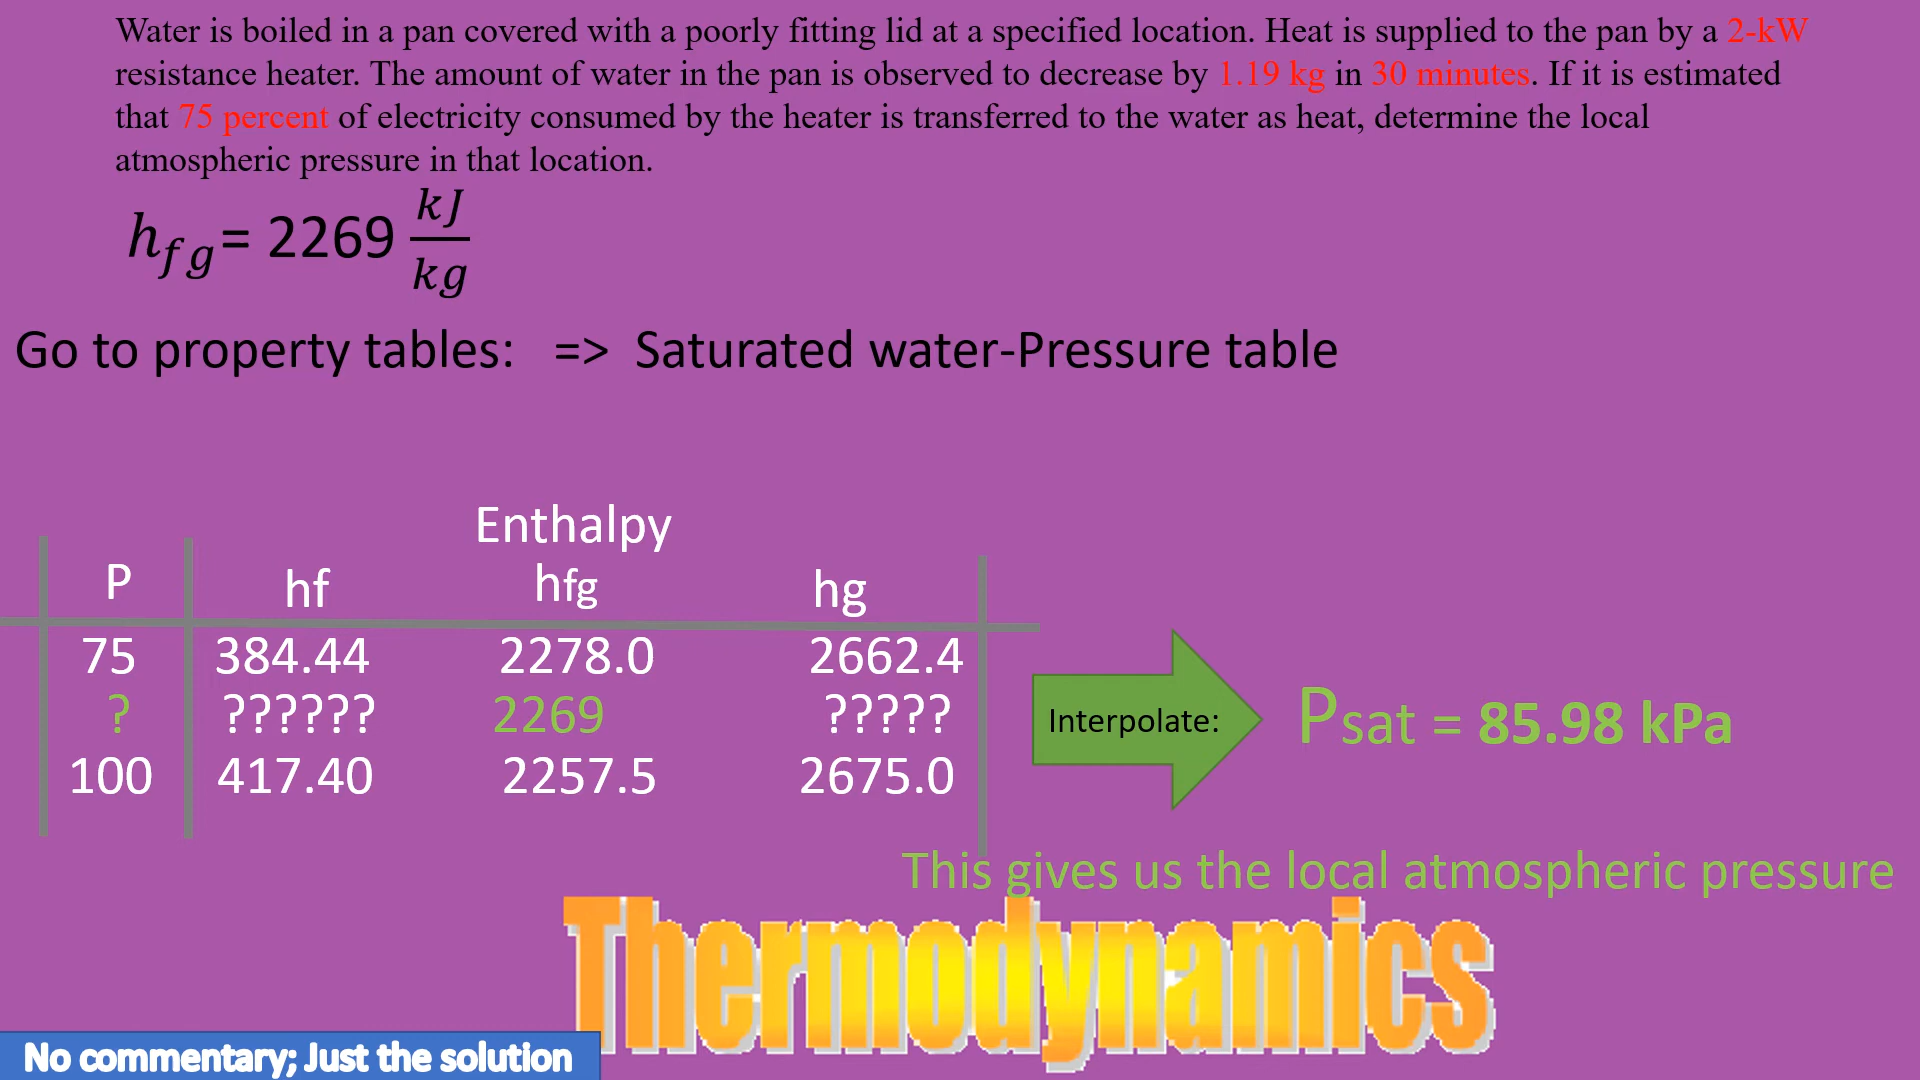 Water is boiled in a pan covered with a poorly fitting lid at a specified location. Heat is supplied to the pan by a 2-kW
resistance heater. The amount of water in the pan is observed to decrease by 1.19 kg in 30 minutes. If it is estimated
that 75 percent of electricity consumed by the heater is transferred to the water as heat, determine the local
atmospheric pressure in that location.
h_fg = 2269 kJ/kg
Go to property tables: => Saturated water-Pressure table
Enthalpy
P hf hfg hg
75 384.44 2278.0 2662.4
? ?????? 2269 ?????
100 417.40 2257.5 2675.0
Interpolate:
Psat = 85.98 kPa
This gives us the local atmospheric pressure
Thermodynamics
No commentary; Just the solution